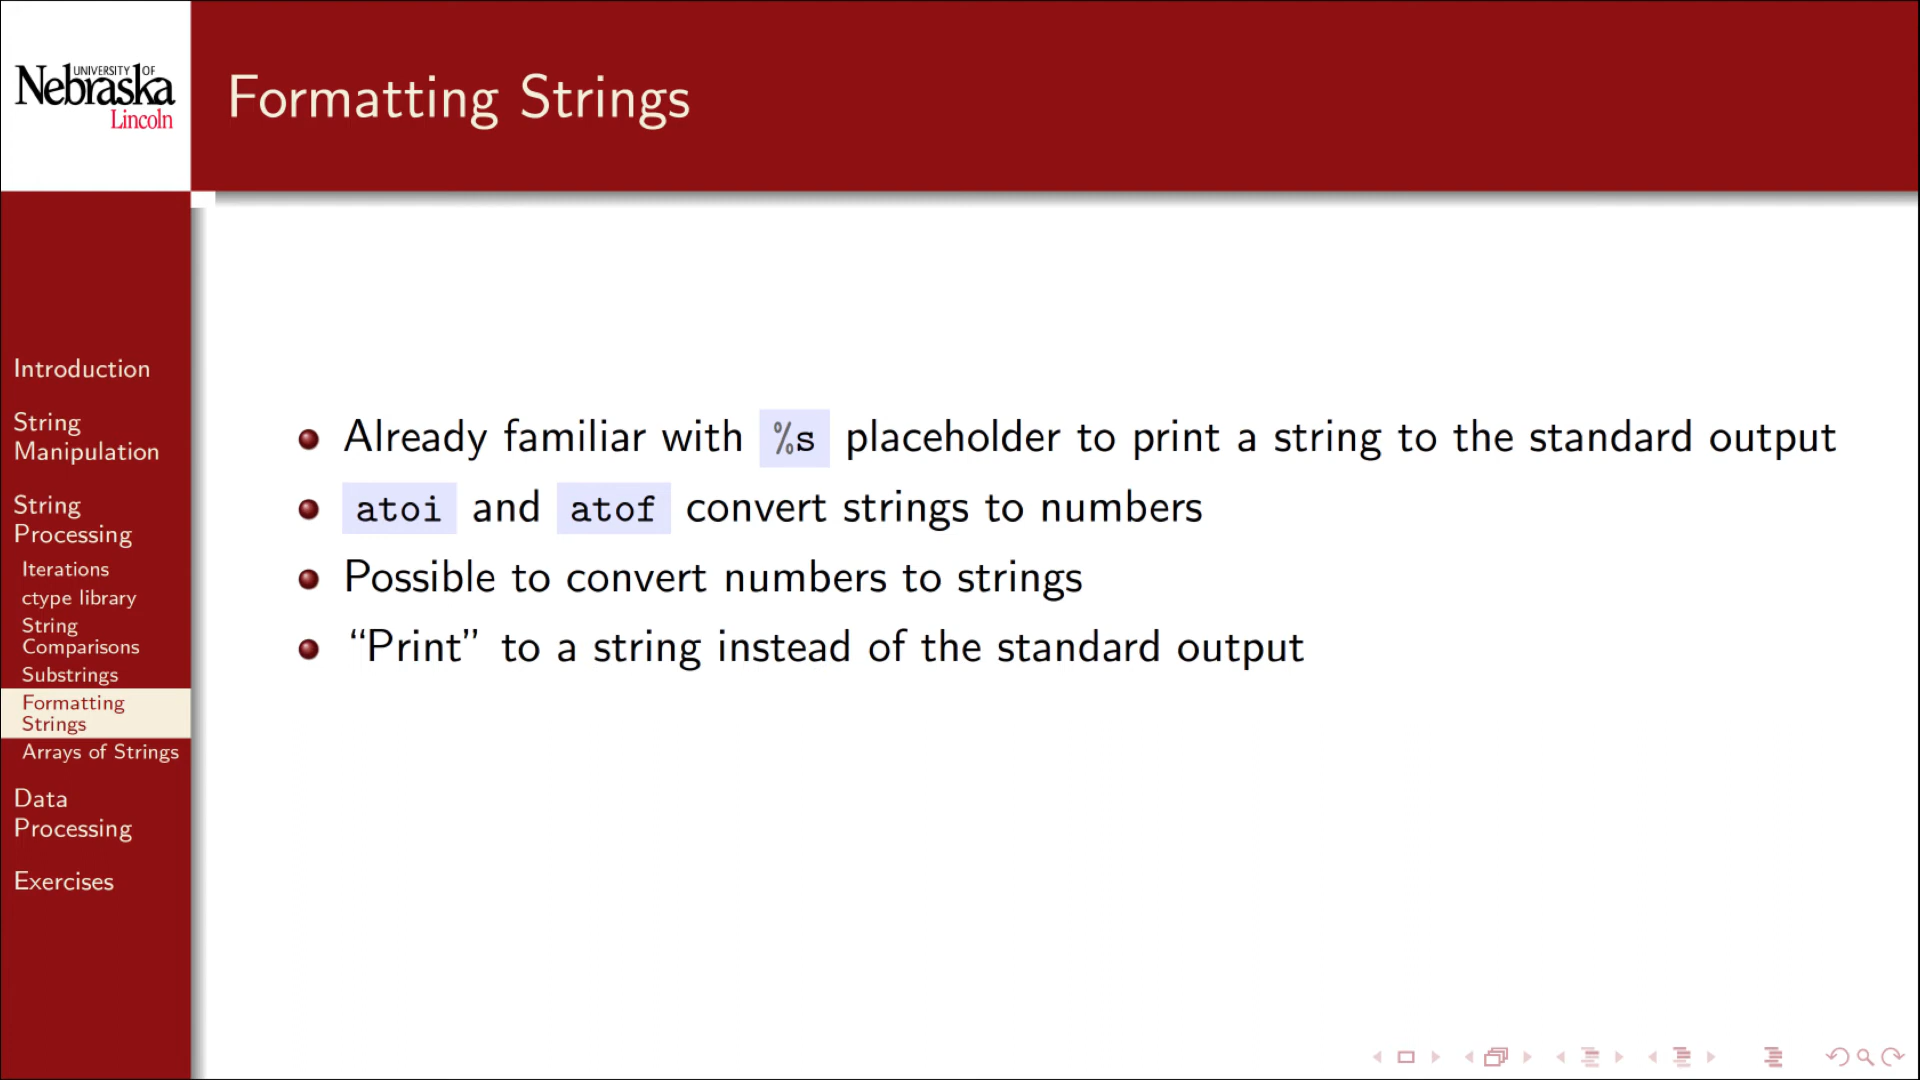 UNIVERSITY OF
Nebraska
Lincoln
Formatting Strings
Introduction
String
Manipulation
String
Processing
Iterations
ctype library
String
Comparisons
Substrings
Formatting
Strings
Arrays of Strings
Data
Processing
Exercises
Already familiar with %s placeholder to print a string to the standard output
atoi and atof convert strings to numbers
Possible to convert numbers to strings
“Print” to a string instead of the standard output